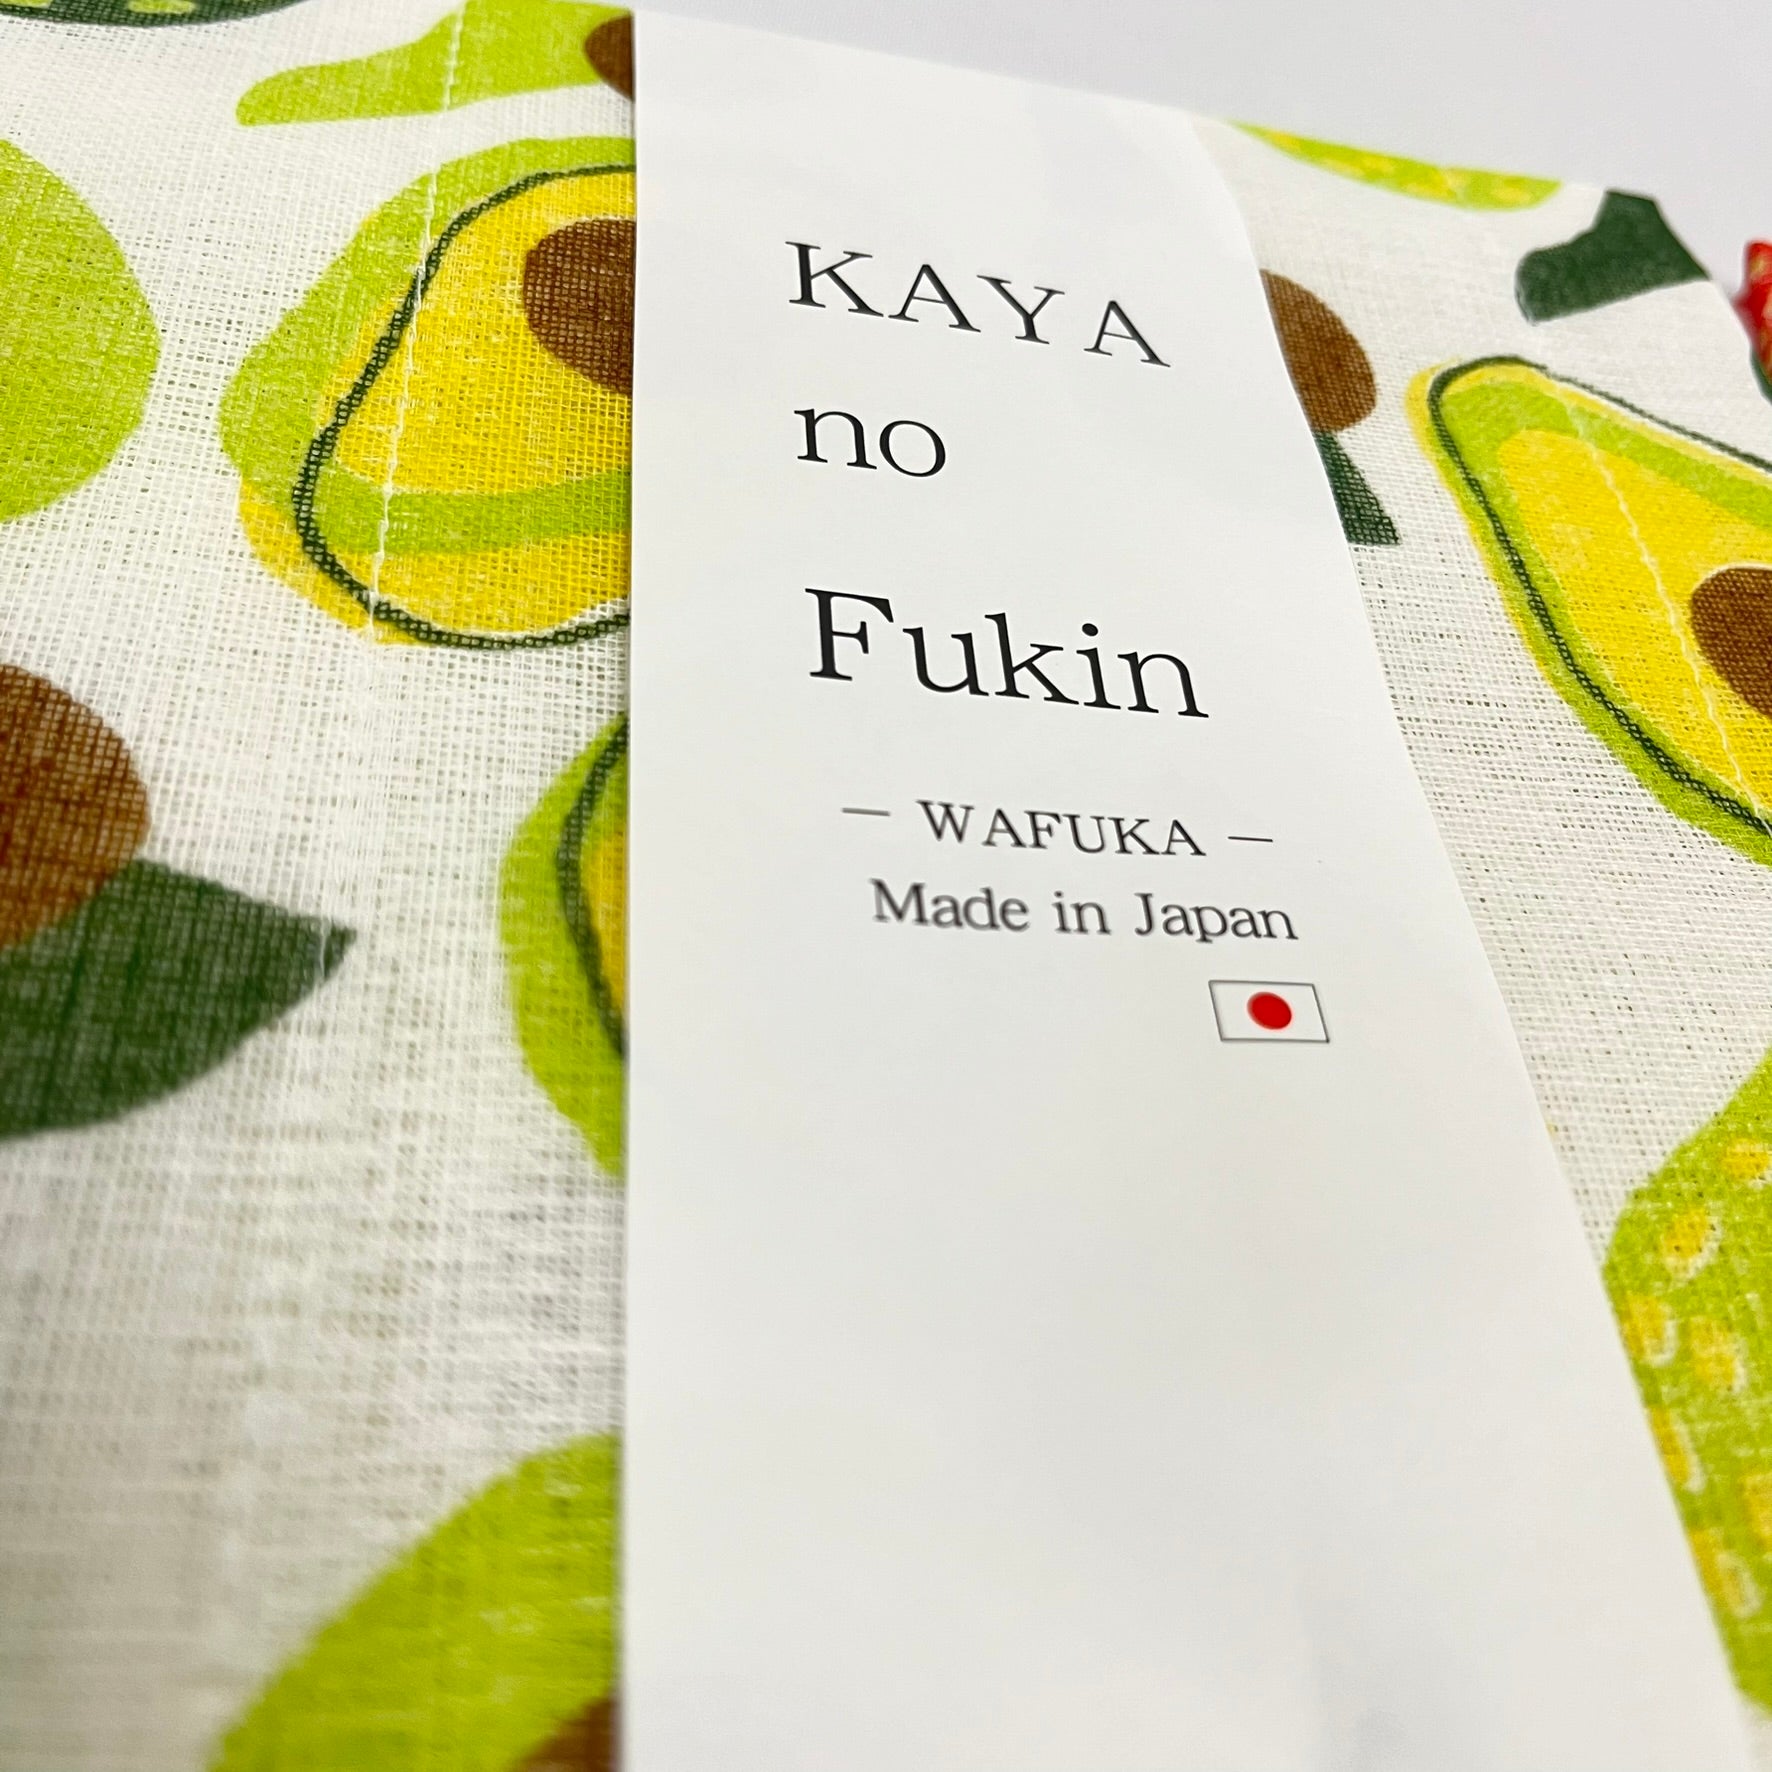 KAYA
no
Fukin
— WAFUKA —
Made in Japan